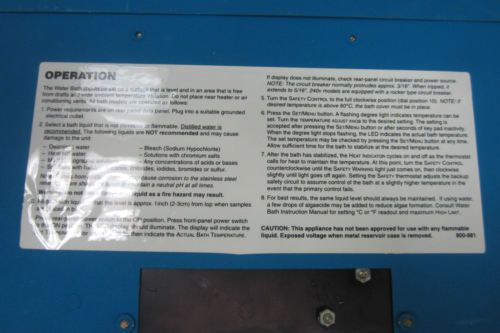 OPERATION
The Water Bath should be on a surface that is level and in an area that is free
from drafts and wide ambient temperature variation. Do not place near heater or air
conditioning vents. All bath models are operated as follows:
1. Power requirements are on rear panel data panel. Plug into a suitable grounded
electrical outlet.
2. Select a bath liquid that is not flammable. Distilled water is
recommended. The following liquids are NOT recommended and may cause
damage to the unit:
– Deionized water
– Bleach (Sodium Hypochlorite)
– Solutions with chromium salts
– Any concentrations of acids or bases
chlorides, iodides, bromides or sulfur.
cause corrosion to the stainless steel
a neutral pH at all times.
is not
as a fire hazard may result.
liquid until the level is approx. 1inch (2-3cm) from top when samples
rear panel power switch to the ON position. Press front-panel power switch
to the ON position. The display should illuminate. The display will indicate the
then indicate the ACTUAL BATH TEMPERATURE.
If display does not illuminate, check rear-panel circuit breaker and power source.
NOTE: The circuit breaker normally protrudes approx. 3/16". When tripped, it
extends to 5/16". 240v models are equipped with a rocker type circuit breaker.
5. Turn the SAFETY CONTROL to the full clockwise position (dial position 10). NOTE: If
desired temperature is above 60°C, the bath cover must be in place.
6. Press the SET/MENU button. A flashing degree light indicates temperature can be
set. Turn the TEMPERATURE ADJUST knob to the desired setting. The setting is
accepted after pressing the SET/MENU button or after seconds of key pad inactivity.
When the degree light stops flashing, the LED indicates the actual bath temperature.
The set temperature may be checked by pressing the SET/MENU button at any time.
Allow sufficient time for the bath to stabilize at the desired temperature.
7. After the bath has stabilized, the HEAT INDICATOR cycles on and off as the thermostat
calls for heat to maintain the temperature. At this point, turn the SAFETY CONTROL
counterclockwise until the SAFETY WARNING light just comes on, then clockwise
slightly until light goes off again. Setting the SAFETY thermostat adjusts the backup
safety circuit to assume control of the bath at a slightly higher temperature in the
event that the primary control fails.
8. For best results, the same liquid level should always be maintained. If using water,
a few drops of algaecide may be added to reduce algae formation. Consult Water
Bath Instruction Manual for setting °C or °F readout and maximum HIGH LIMIT.
CAUTION: This appliance has not been approved for use with any flammable
liquid. Exposed voltage when metal reservoir case is removed. 900-881